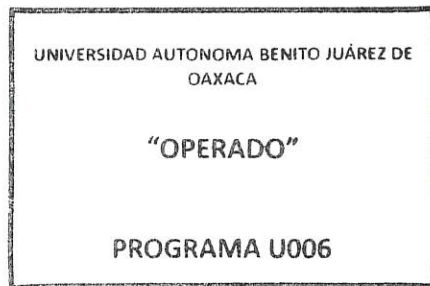 UNIVERSIDAD AUTONOMA BENITO JUÁREZ DE
OAXACA
“OPERADO”
PROGRAMA U006